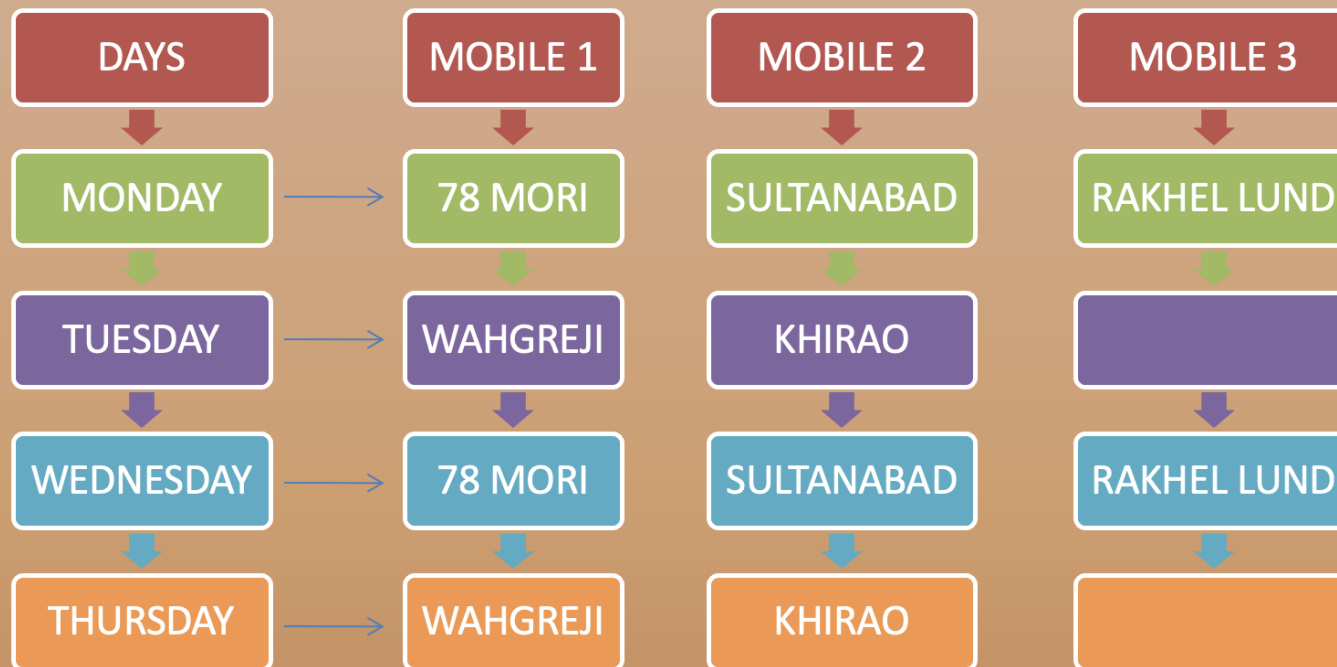 DAYS MOBILE 1 MOBILE 2 MOBILE 3
MONDAY 78 MORI SULTANABAD RAKHEL LUND
TUESDAY WAHGREJI KHIRAO
WEDNESDAY 78 MORI SULTANABAD RAKHEL LUND
THURSDAY WAHGREJI KHIRAO